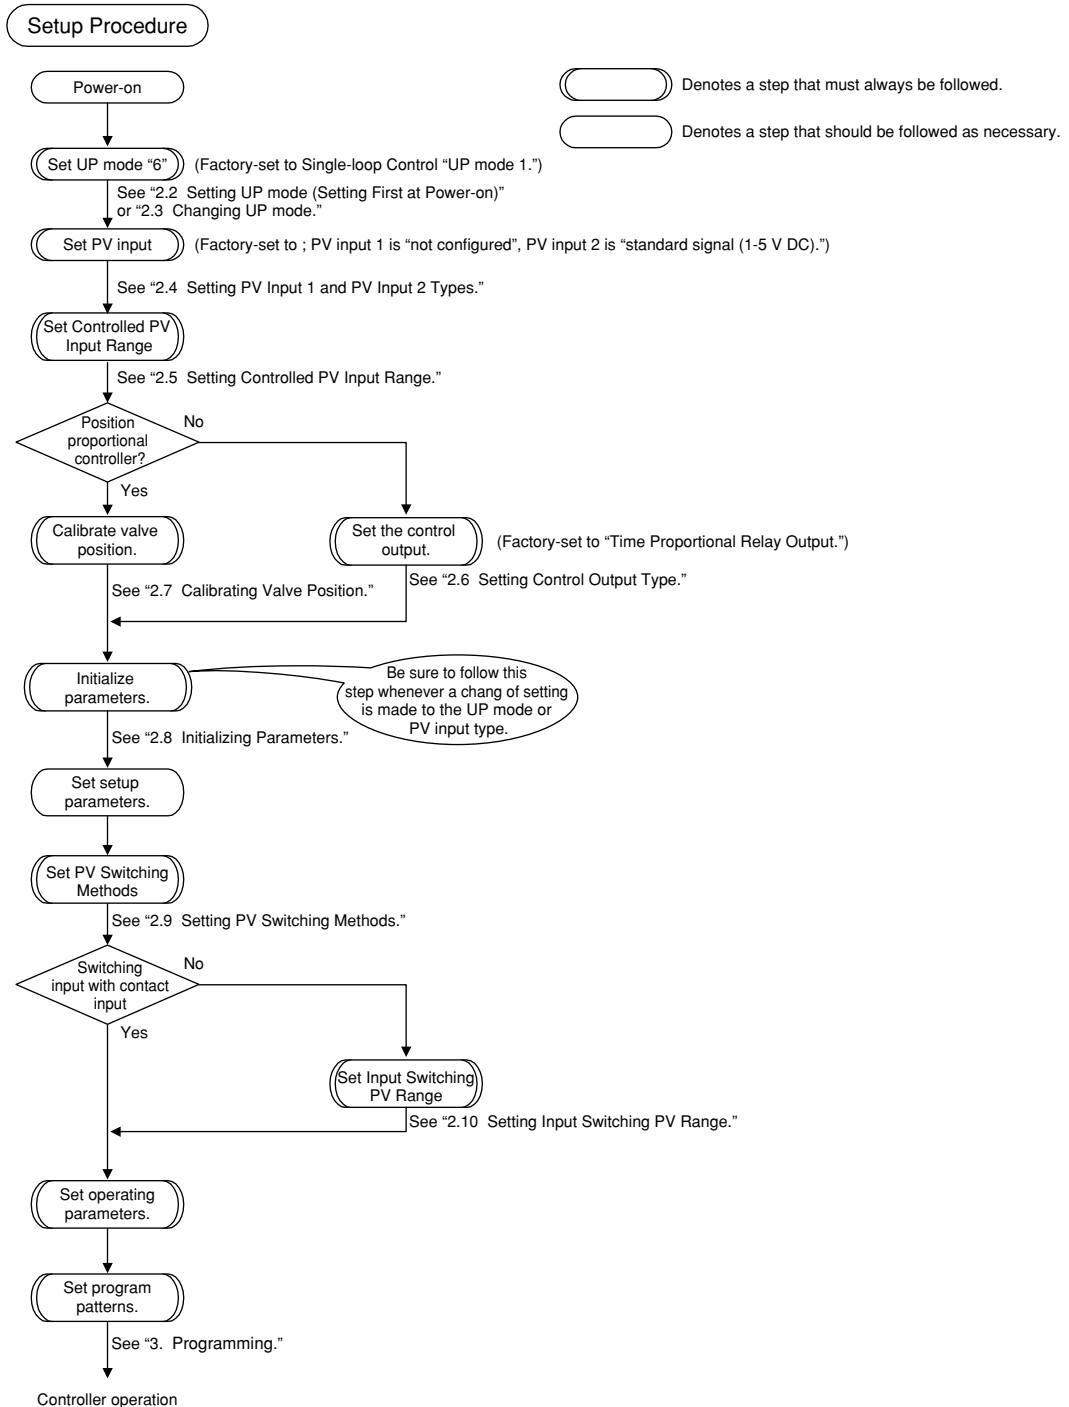 Setup Procedure
Power-on
Denotes a step that must always be followed.
Denotes a step that should be followed as necessary.
Set UP mode “6”
(Factory-set to Single-loop Control “UP mode 1.”)
See “2.2 Setting UP mode (Setting First at Power-on)”
or “2.3 Changing UP mode.”
Set PV input
(Factory-set to ; PV input 1 is “not configured”, PV input 2 is “standard signal (1-5 V DC).”)
See “2.4 Setting PV Input 1 and PV Input 2 Types.”
Set Controlled PV
Input Range
See “2.5 Setting Controlled PV Input Range.”
Position
proportional
controller?
No
Yes
Calibrate valve
position.
Set the control
output.
(Factory-set to “Time Proportional Relay Output.”)
See “2.7 Calibrating Valve Position.”
See “2.6 Setting Control Output Type.”
Initialize
parameters.
Be sure to follow this
step whenever a chang of setting
is made to the UP mode or
PV input type.
See “2.8 Initializing Parameters.”
Set setup
parameters.
Set PV Switching
Methods
See “2.9 Setting PV Switching Methods.”
Switching
input with contact
input
No
Yes
Set Input Switching
PV Range
See “2.10 Setting Input Switching PV Range.”
Set operating
parameters.
Set program
patterns.
See “3. Programming.”
Controller operation